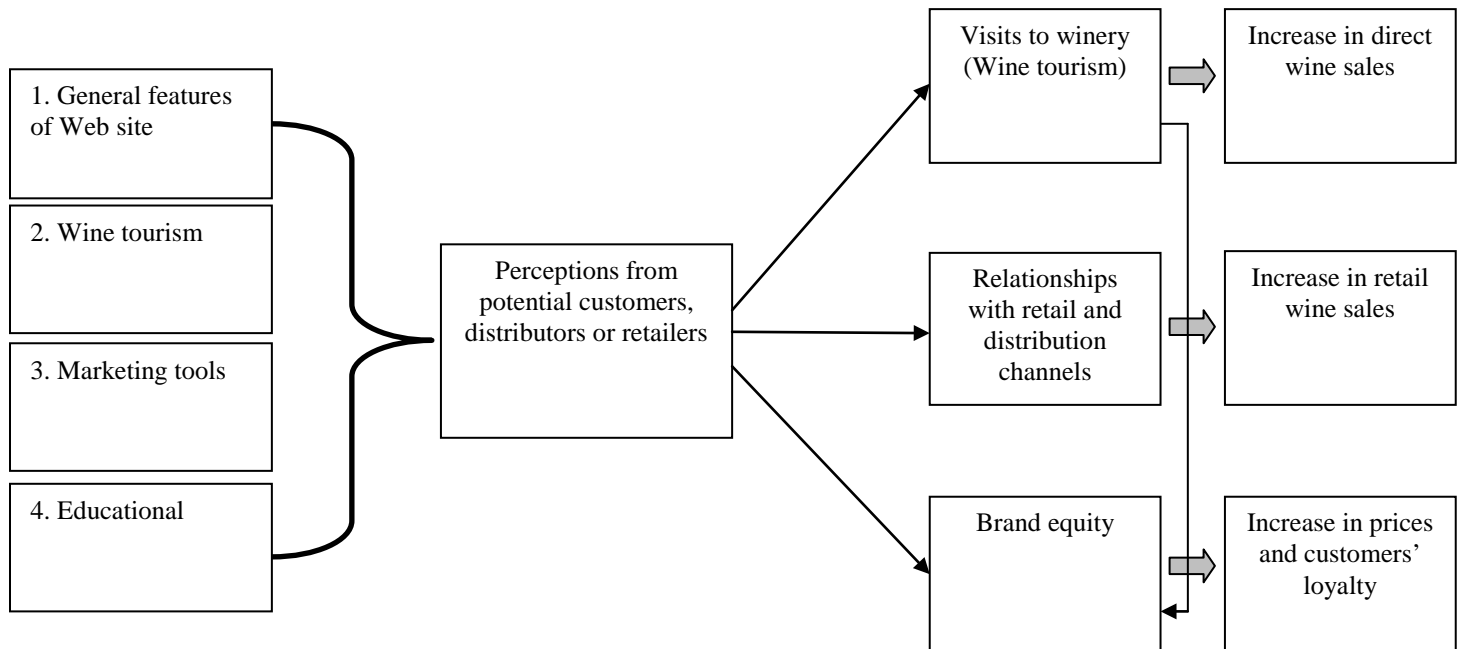 1. General features
of Web site
2. Wine tourism
3. Marketing tools
4. Educational
Perceptions from
potential customers,
distributors or retailers
Visits to winery
(Wine tourism)
Increase in direct
wine sales
Relationships
with retail and
distribution
channels
Increase in retail
wine sales
Brand equity
Increase in prices
and customers’
loyalty